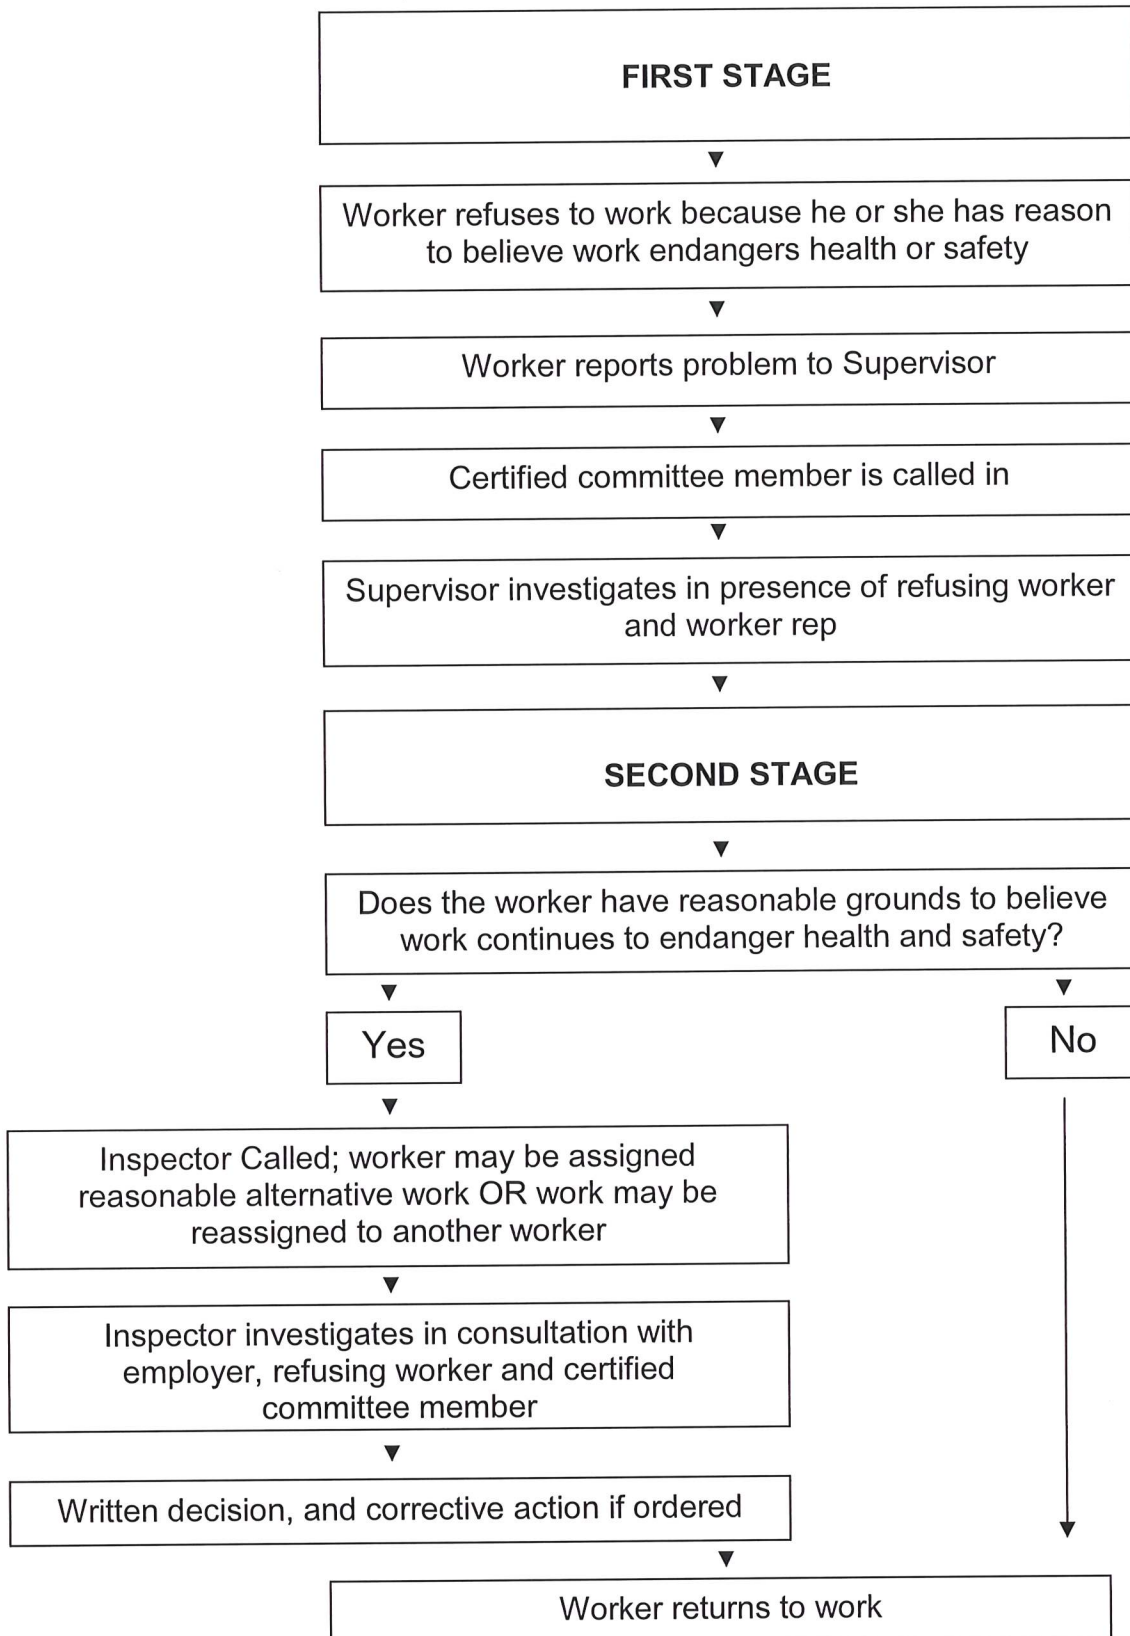 FIRST STAGE
Worker refuses to work because he or she has reason
to believe work endangers health or safety
Worker reports problem to Supervisor
Certified committee member is called in
Supervisor investigates in presence of refusing worker
and worker rep
SECOND STAGE
Does the worker have reasonable grounds to believe
work continues to endanger health and safety?
Yes
No
Inspector Called; worker may be assigned
reasonable alternative work OR work may be
reassigned to another worker
Inspector investigates in consultation with
employer, refusing worker and certified
committee member
Written decision, and corrective action if ordered
Worker returns to work